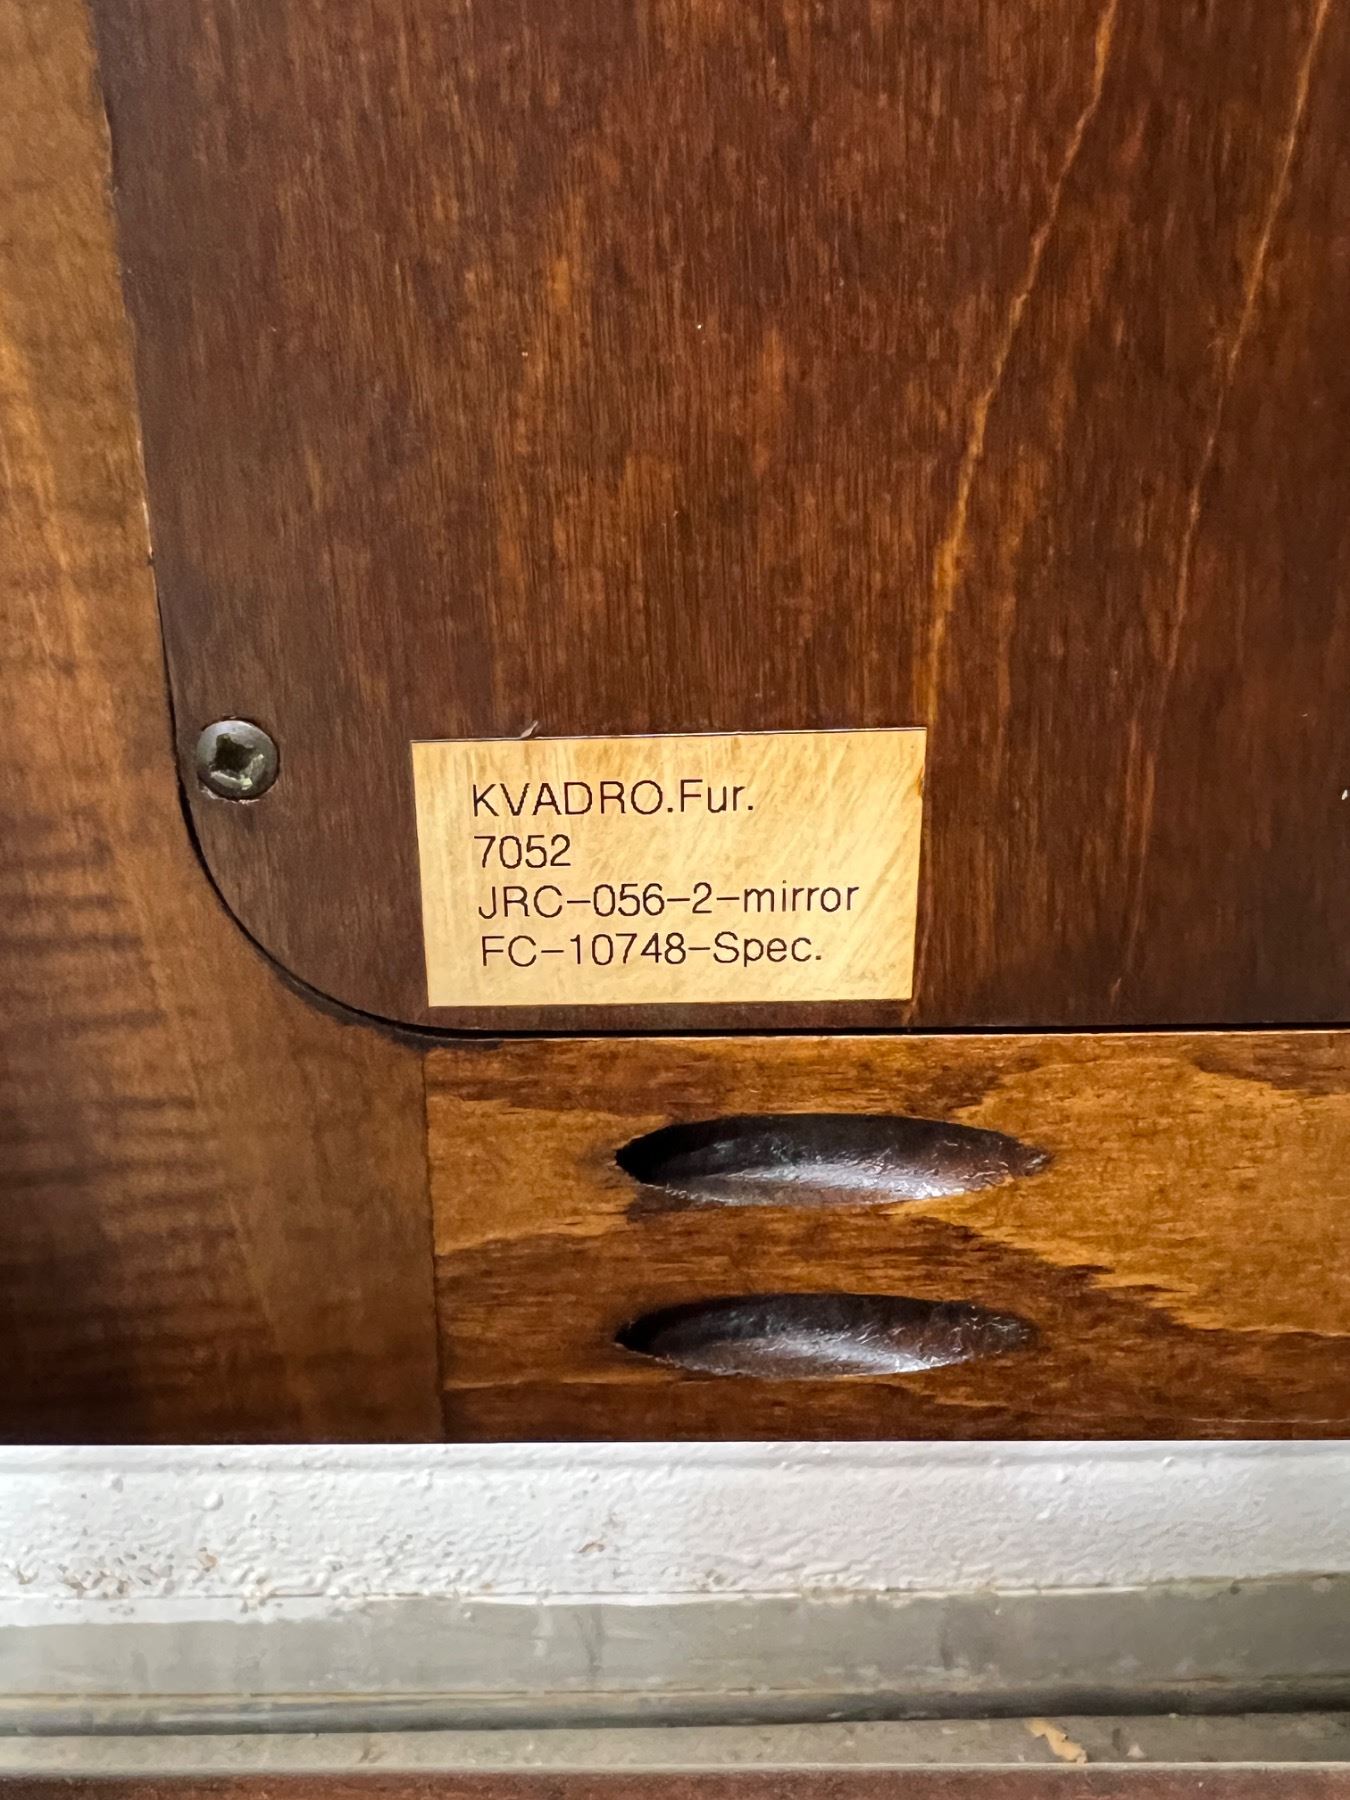 KVADRO.Fur.
7052
JRC-056-2-mirror
FC-10748-Spec.